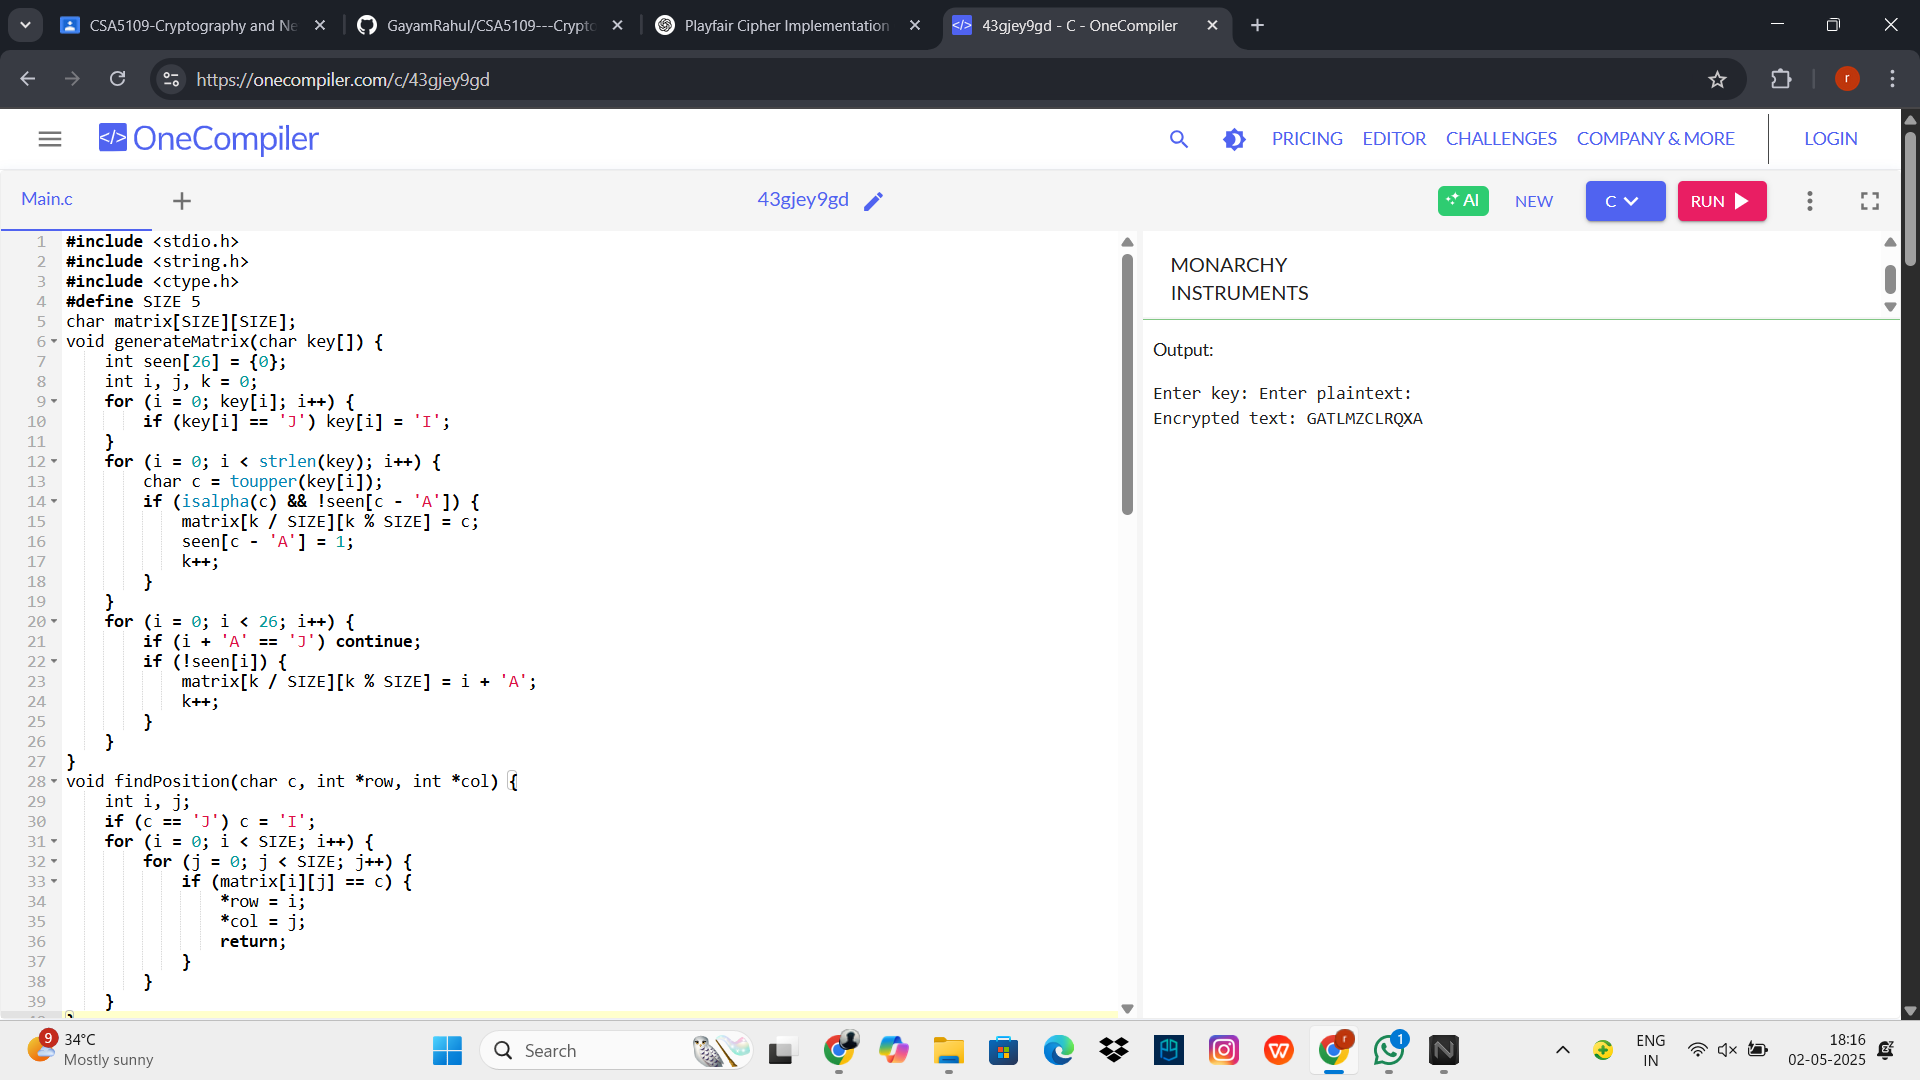 CSA5109-Cryptography and Ne
GayamRahul/CSA5109---Crypto
Playfair Cipher Implementation
43gjey9gd - C - OneCompiler
https://onecompiler.com/c/43gjey9gd
r
</> OneCompiler
PRICING EDITOR CHALLENGES COMPANY & MORE LOGIN
Main.c
43gjey9gd
AI NEW C RUN
1 #include <stdio.h>
2 #include <string.h>
3 #include <ctype.h>
4 #define SIZE 5
5 char matrix[SIZE][SIZE];
6 void generateMatrix(char key[]) {
7 int seen[26] = {0};
8 int i, j, k = 0;
9 for (i = 0; key[i]; i++) {
10 if (key[i] == 'J') key[i] = 'I';
11 }
12 for (i = 0; i < strlen(key); i++) {
13 char c = toupper(key[i]);
14 if (isalpha(c) && !seen[c - 'A']) {
15 matrix[k / SIZE][k % SIZE] = c;
16 seen[c - 'A'] = 1;
17 k++;
18 }
19 }
20 for (i = 0; i < 26; i++) {
21 if (i + 'A' == 'J') continue;
22 if (!seen[i]) {
23 matrix[k / SIZE][k % SIZE] = i + 'A';
24 k++;
25 }
26 }
27 }
28 void findPosition(char c, int *row, int *col) {
29 int i, j;
30 if (c == 'J') c = 'I';
31 for (i = 0; i < SIZE; i++) {
32 for (j = 0; j < SIZE; j++) {
33 if (matrix[i][j] == c) {
34 *row = i;
35 *col = j;
36 return;
37 }
38 }
39 }
MONARCHY
INSTRUMENTS
Output:
Enter key: Enter plaintext:
Encrypted text: GATLMZCLRQXA
9
34°C
Mostly sunny
Search
r
1
ENG
IN
18:16
02-05-2025